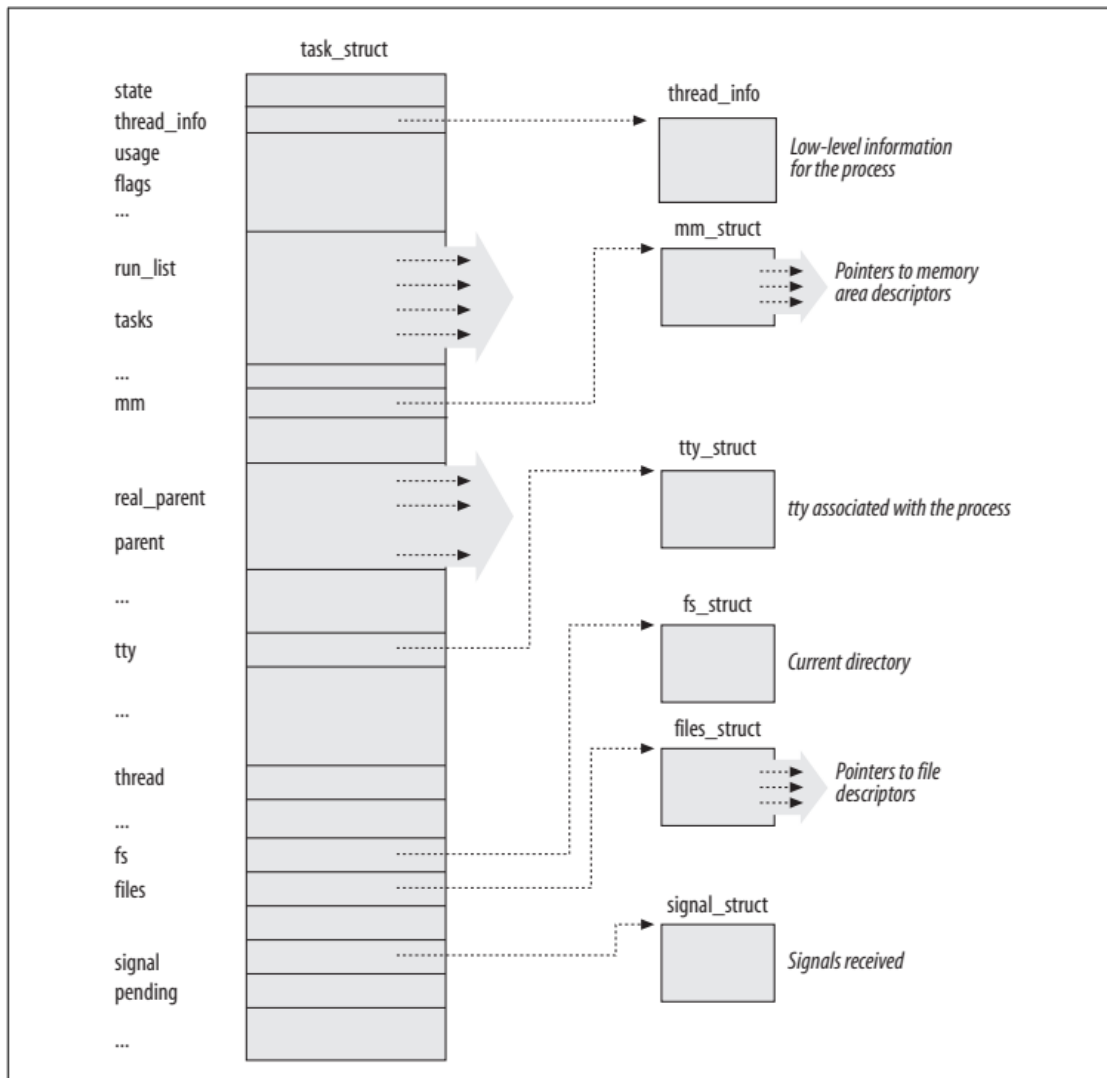 task_struct
state
thread_info
usage
flags
...
run_list
tasks
...
mm
real_parent
parent
...
tty
...
thread
...
fs
files
signal
pending
...
thread_info
Low-level information
for the process
mm_struct
Pointers to memory
area descriptors
tty_struct
tty associated with the process
fs_struct
Current directory
files_struct
Pointers to file
descriptors
signal_struct
Signals received